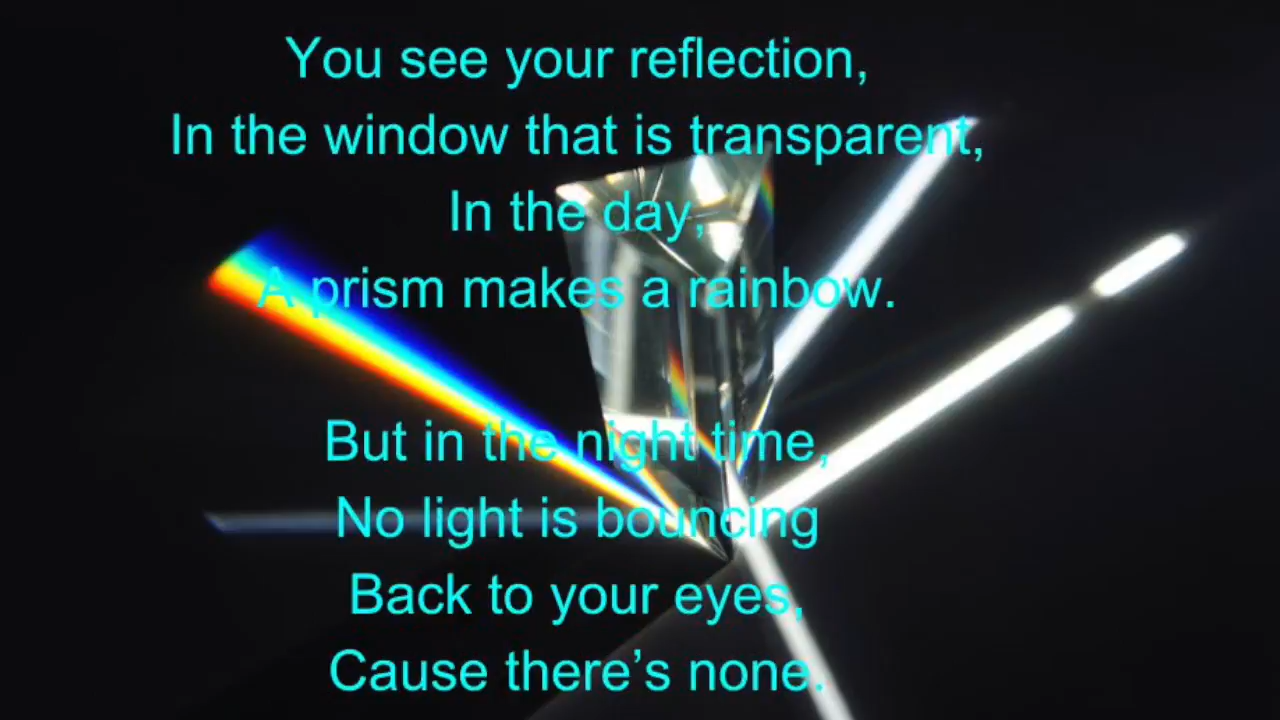 You see your reflection,
In the window that is transparent,
In the day,
A prism makes a rainbow.
But in the night time,
No light is bouncing
Back to your eyes,
Cause there’s none.